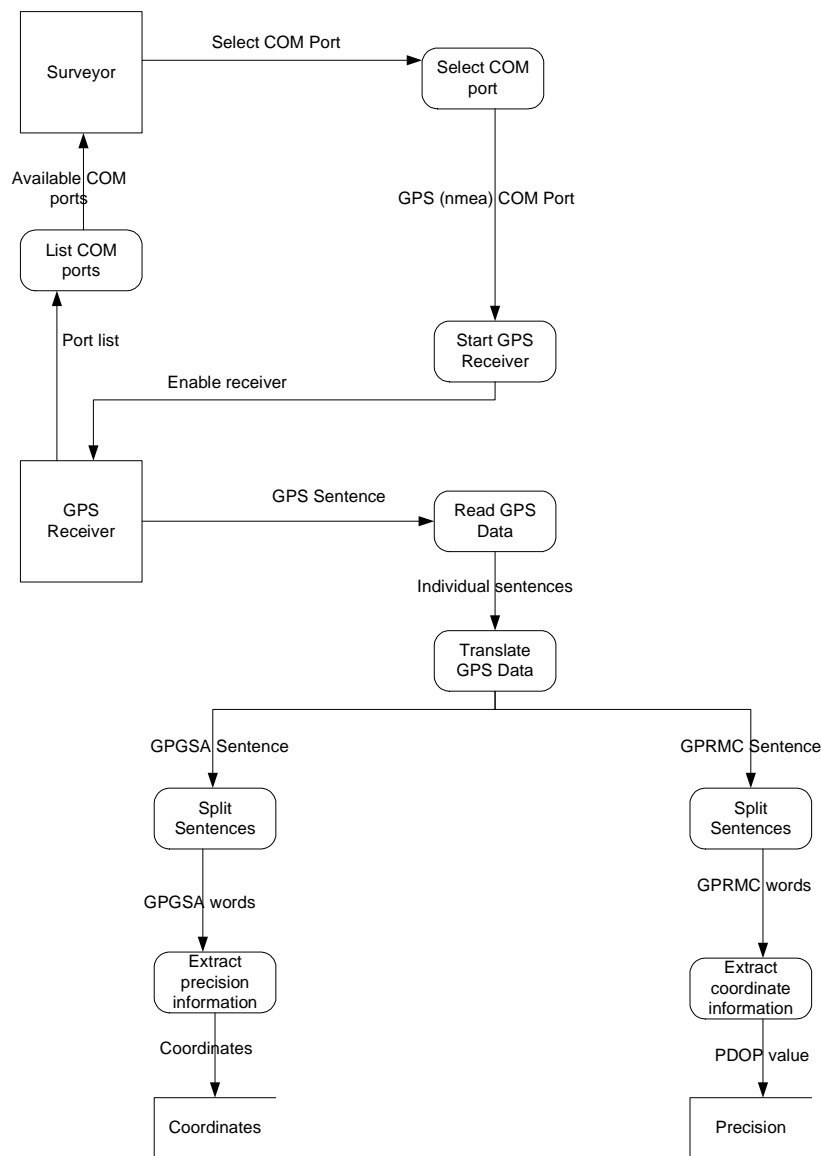 Select COM Port
Surveyor
Select COM
port
Available COM
ports
GPS (nmea) COM Port
List COM
ports
Port list
Start GPS
Receiver
Enable receiver
GPS
Receiver
GPS Sentence
Read GPS
Data
Individual sentences
Translate
GPS Data
GPGSA Sentence
GPRMC Sentence
Split
Sentences
Split
Sentences
GPGSA words
GPRMC words
Extract
precision
information
Extract
coordinate
information
Coordinates
PDOP value
Coordinates
Precision